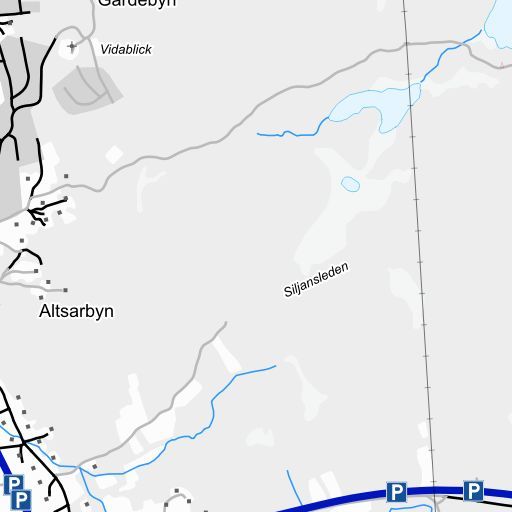 Gärdebyn
Vidablick
Siljansleden
Altsarbyn
P
P
P
P